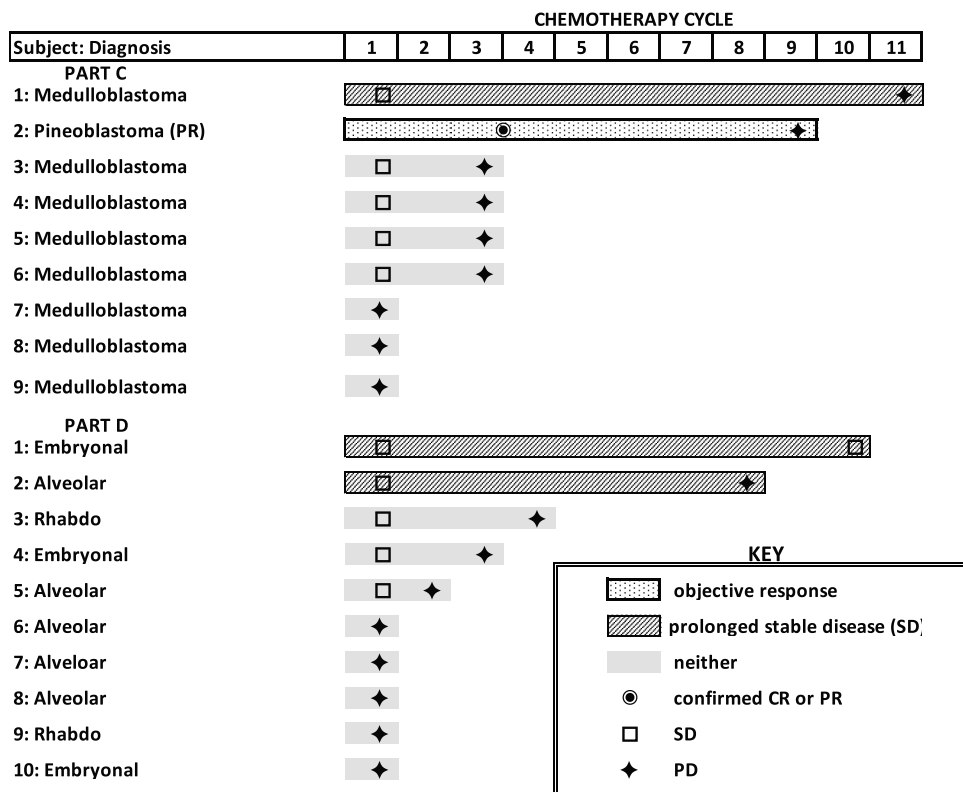 CHEMOTHERAPY CYCLE
Subject: Diagnosis 1 2 3 4 5 6 7 8 9 10 11
PART C
1: Medulloblastoma
2: Pineoblastoma (PR)
3: Medulloblastoma
4: Medulloblastoma
5: Medulloblastoma
6: Medulloblastoma
7: Medulloblastoma
8: Medulloblastoma
9: Medulloblastoma
PART D
1: Embryonal
2: Alveolar
3: Rhabdo
4: Embryonal
5: Alveolar
6: Alveolar
7: Alveloar
8: Alveolar
9: Rhabdo
10: Embryonal
KEY
objective response
prolonged stable disease (SD)
neither
confirmed CR or PR
SD
PD